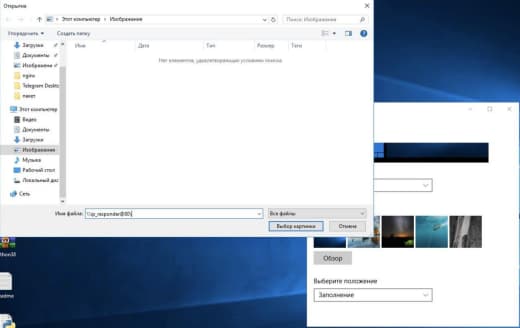 Открытие
Этот компьютер > Изображения
Поиск: Изображения
Упорядочить
Создать папку
Имя
Дата
Тип
Размер
Теги
Нет элементов, удовлетворяющих условиям поиска.
Загрузки
Документы
Изображени
nginx
Telegram Deskto
пакет
Этот компьютер
Видео
Документы
Загрузки
Изображения
Музыка
Рабочий стол
Локальный дис
Сеть
Имя файла:
Все файлы
Выбор картинки
Отмена
Обзор
Выберите положение
Заполнение
thon38
eadme